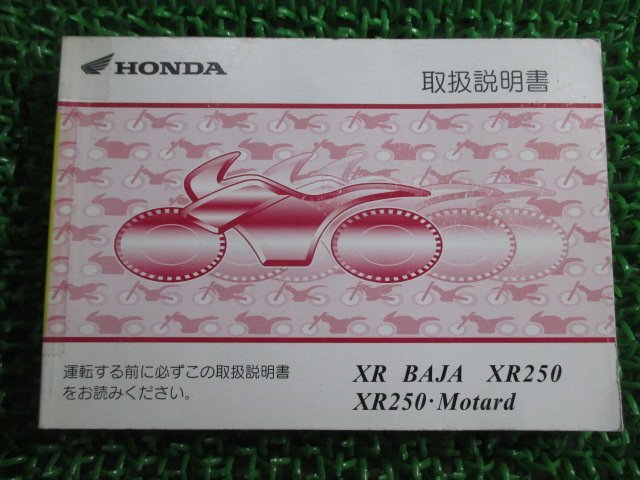 HONDA
取扱説明書
運転する前に必ずこの取扱説明書
をお読みください。
XR BAJA XR250
XR250·Motard